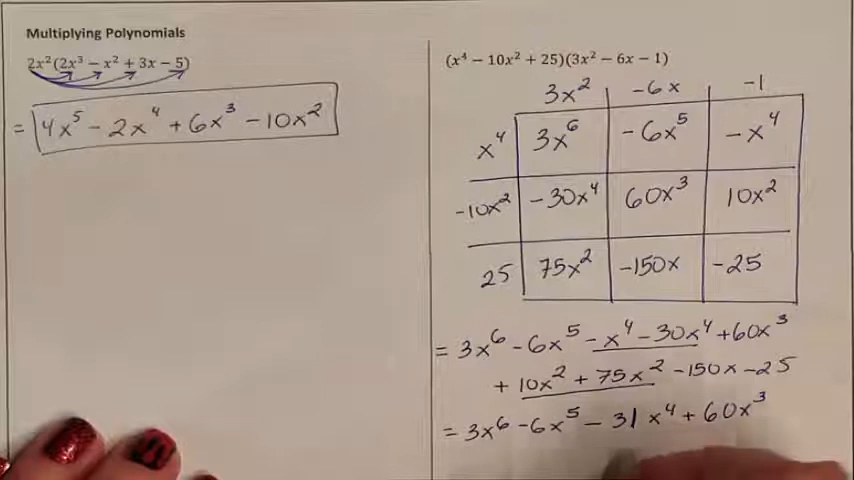 Multiplying Polynomials
2x²(2x³ − x² + 3x − 5)
= 4x⁵ - 2x⁴ + 6x³ - 10x²
(x⁴ − 10x² + 25)(3x² − 6x − 1)
3x² -6x -1
x⁴ 3x⁶ -6x⁵ -x⁴
-10x² -30x⁴ 60x³ 10x²
25 75x² -150x -25
= 3x⁶ - 6x⁵ - x⁴ - 30x⁴ + 60x³
+ 10x² + 75x² - 150x - 25
= 3x⁶ - 6x⁵ - 31x⁴ + 60x³